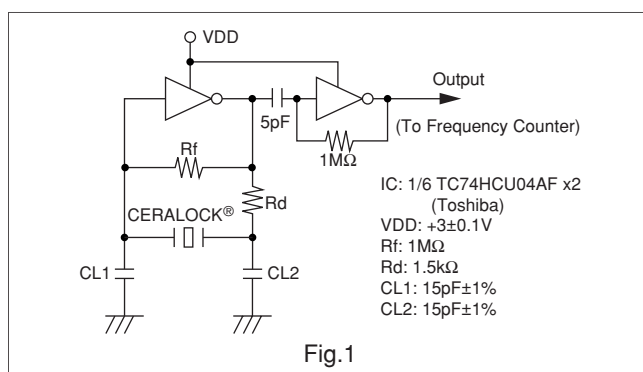 VDD
Output
5pF
(To Frequency Counter)
1MΩ
Rf
Rd
CERALOCK®
CL1
CL2
IC: 1/6 TC74HCU04AF x2
(Toshiba)
VDD: +3±0.1V
Rf: 1MΩ
Rd: 1.5kΩ
CL1: 15pF±1%
CL2: 15pF±1%
Fig.1